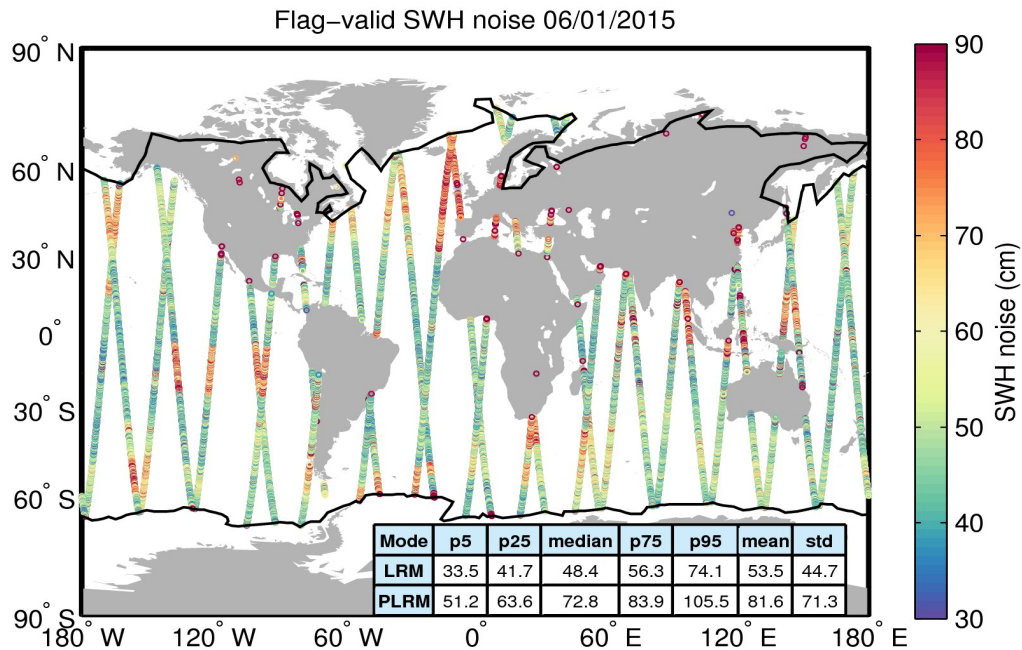 Flag−valid SWH noise 06/01/2015
90° N
60° N
30° N
0°
30° S
60° S
90° S
180° W
120° W
60° W
0°
60° E
120° E
180° E
Mode p5 p25 median p75 p95 mean std
LRM 33.5 41.7 48.4 56.3 74.1 53.5 44.7
PLRM 51.2 63.6 72.8 83.9 105.5 81.6 71.3
90
80
70
60
50
40
30
SWH noise (cm)